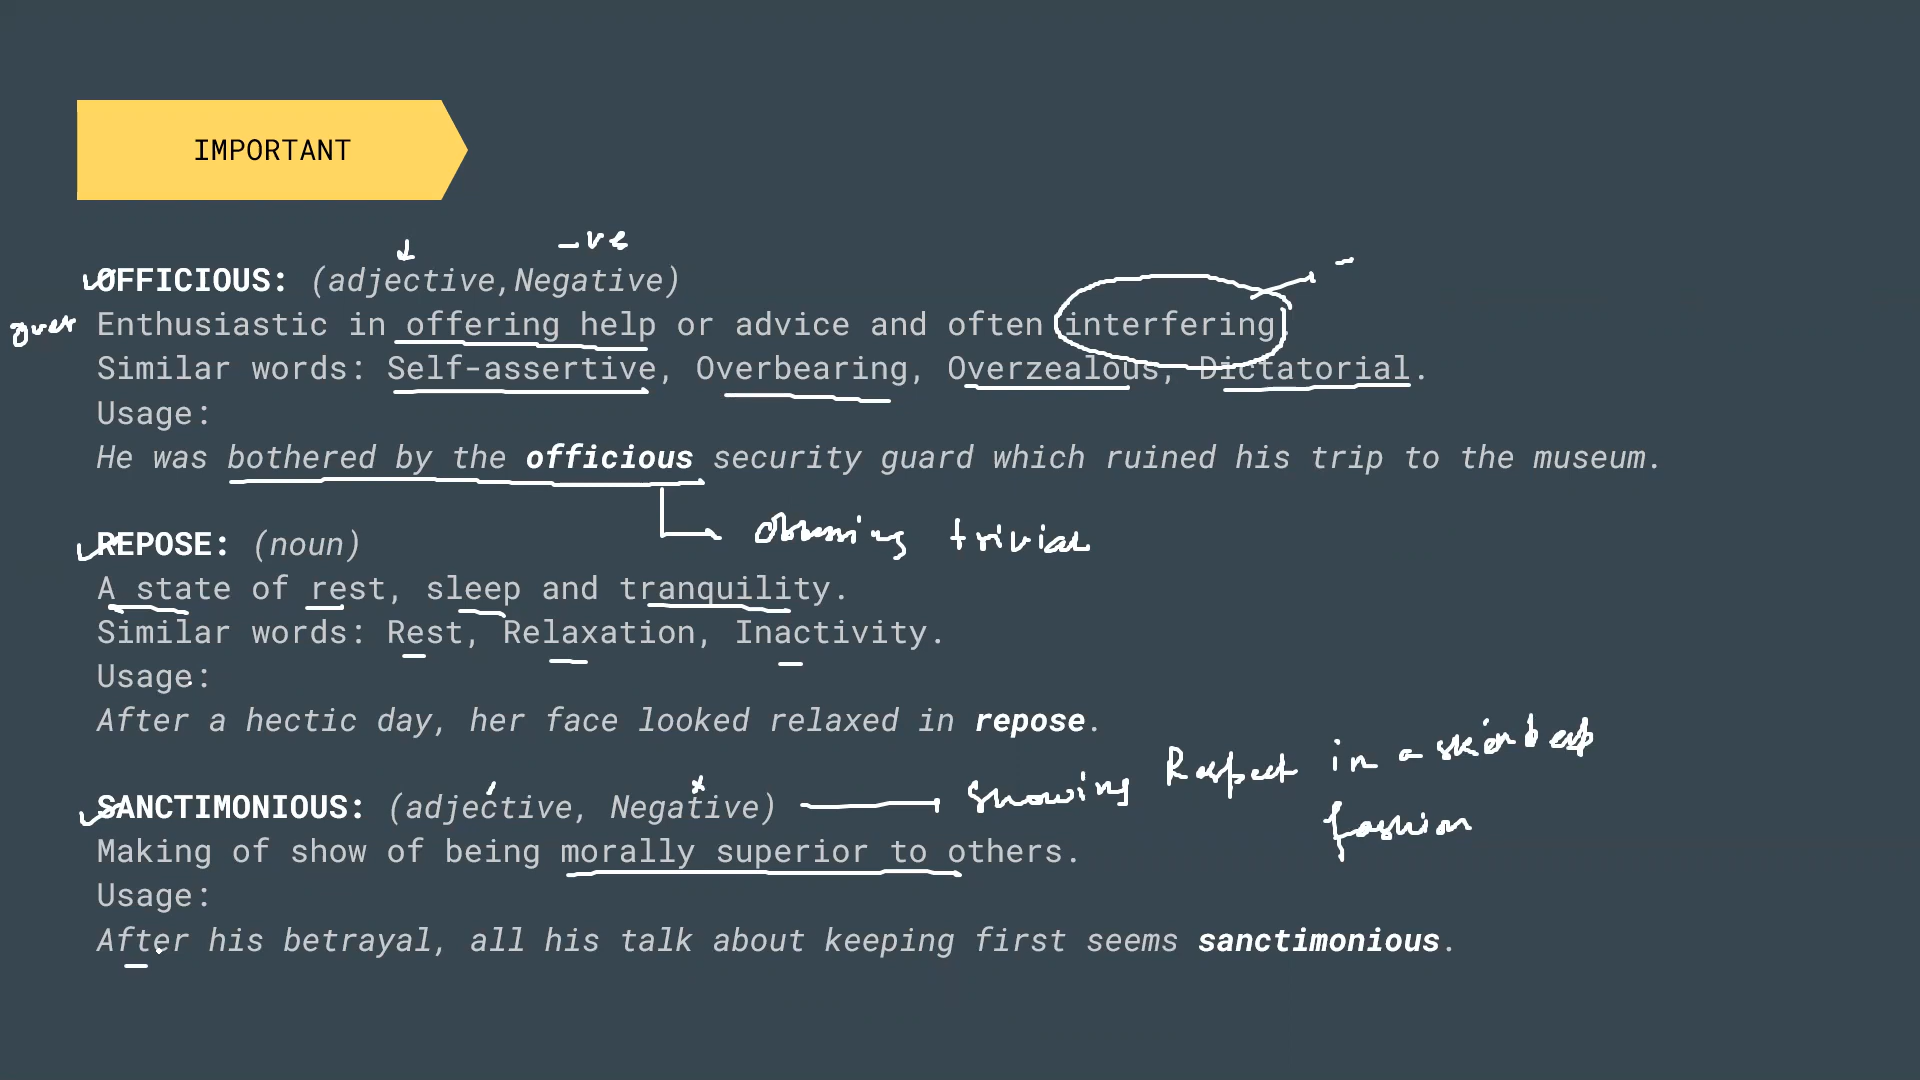 IMPORTANT
-ve
OFFICIOUS: (adjective,Negative)
over Enthusiastic in offering help or advice and often interfering.
Similar words: Self-assertive, Overbearing, Overzealous, Dictatorial.
Usage:
He was bothered by the officious security guard which ruined his trip to the museum.
trivial
REPOSE: (noun)
A state of rest, sleep and tranquility.
Similar words: Rest, Relaxation, Inactivity.
Usage:
After a hectic day, her face looked relaxed in repose.
SANCTIMONIOUS: (adjective, Negative) showing Respect in a
fashion
Making of show of being morally superior to others.
Usage:
After his betrayal, all his talk about keeping first seems sanctimonious.